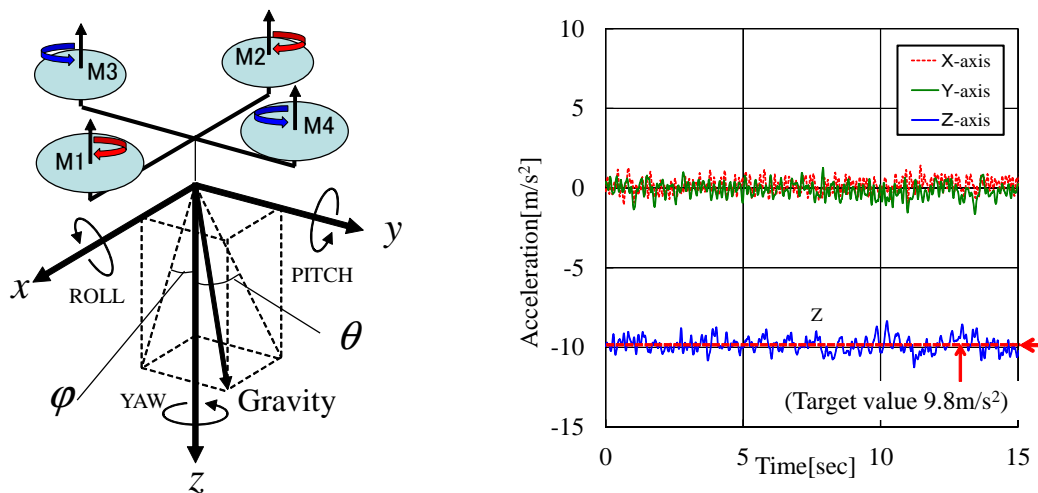 M3
M2
M4
M1
x
ROLL
y
PITCH
φ
θ
YAW
Gravity
z
Acceleration[m/s²]
10
5
0
-5
-10
-15
X-axis
Y-axis
Z-axis
Z
(Target value 9.8m/s²)
0
5
10
15
Time[sec]